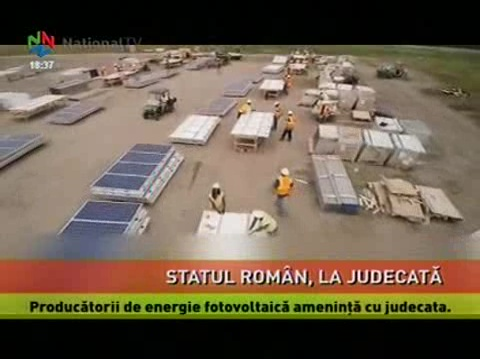 NationalTV
18:37
STATUL ROMÂN, LA JUDECATĂ
Producătorii de energie fotovoltaică amenință cu judecata.